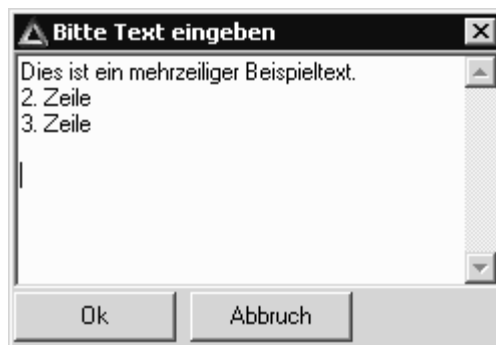 Bitte Text eingeben
Dies ist ein mehrzeiliger Beispieltext.
2. Zeile
3. Zeile
Ok Abbruch